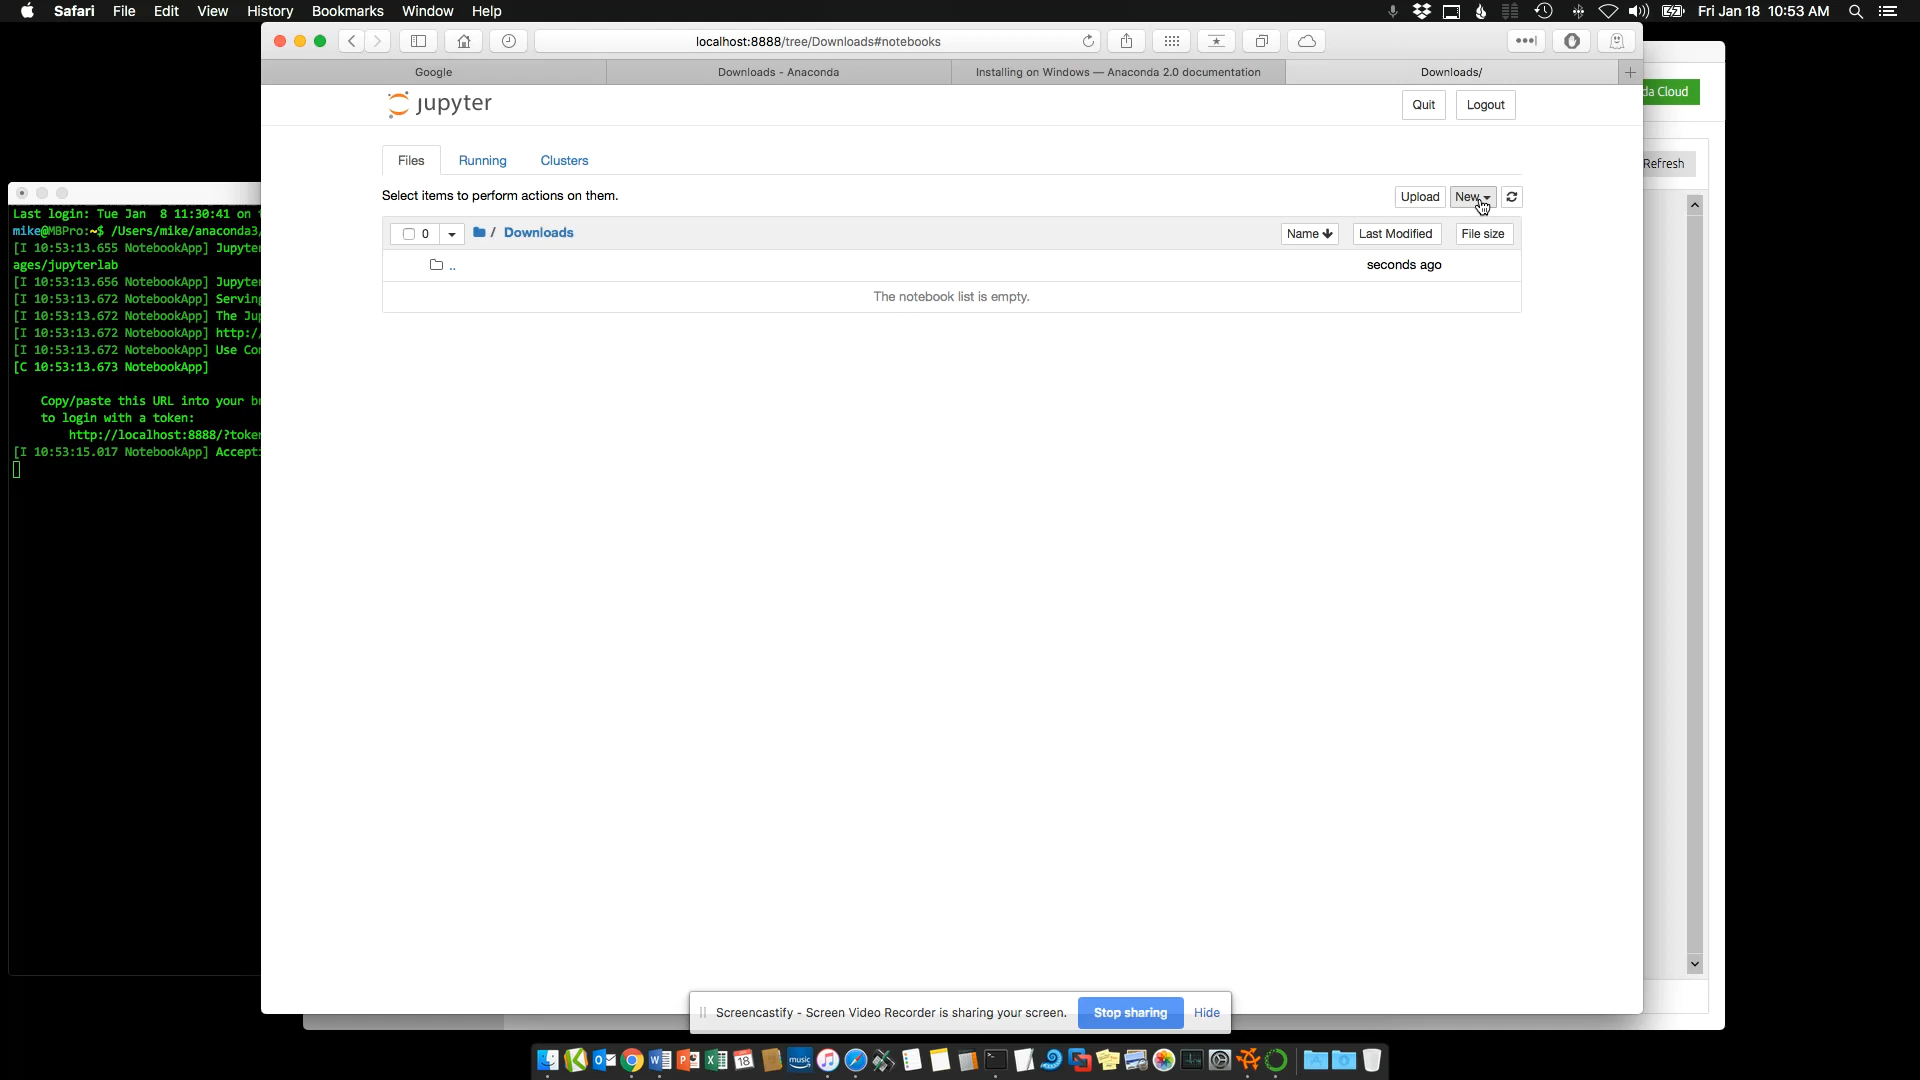 Safari File Edit View History Bookmarks Window Help
Fri Jan 18 10:53 AM
localhost:8888/tree/Downloads#notebooks
Google
Downloads - Anaconda
Installing on Windows — Anaconda 2.0 documentation
Downloads/
da Cloud
jupyter
Quit
Logout
Files
Running
Clusters
Refresh
Select items to perform actions on them.
Upload
New
0
/ Downloads
Name
Last Modified
File size
..
seconds ago
The notebook list is empty.
Last login: Tue Jan 8 11:30:41 on
mike@MBPro:~$ /Users/mike/anaconda3/
[I 10:53:13.655 NotebookApp] Jupyte
ages/jupyterlab
[I 10:53:13.656 NotebookApp] Jupyte
[I 10:53:13.672 NotebookApp] Serving
[I 10:53:13.672 NotebookApp] The Ju
[I 10:53:13.672 NotebookApp] http:/
[I 10:53:13.672 NotebookApp] Use Co
[C 10:53:13.673 NotebookApp]
Copy/paste this URL into your b
to login with a token:
http://localhost:8888/?toke
[I 10:53:15.017 NotebookApp] Accept
Screencastify - Screen Video Recorder is sharing your screen.
Stop sharing
Hide
18
music